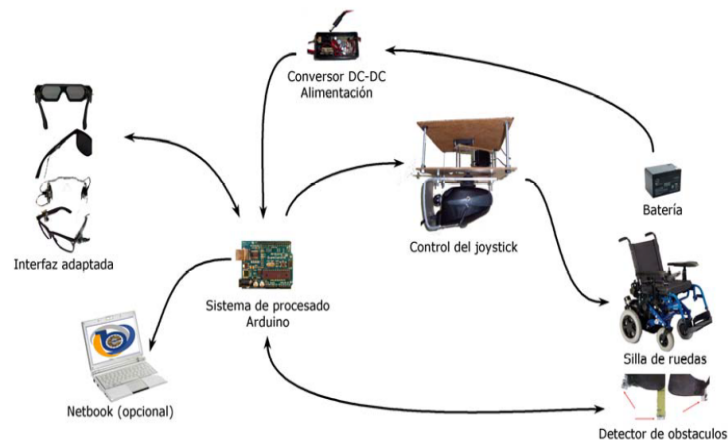 Conversor DC-DC
Alimentación
Batería
Control del joystick
Interfaz adaptada
Sistema de procesado
Arduino
Silla de ruedas
Netbook (opcional)
Detector de obstaculos